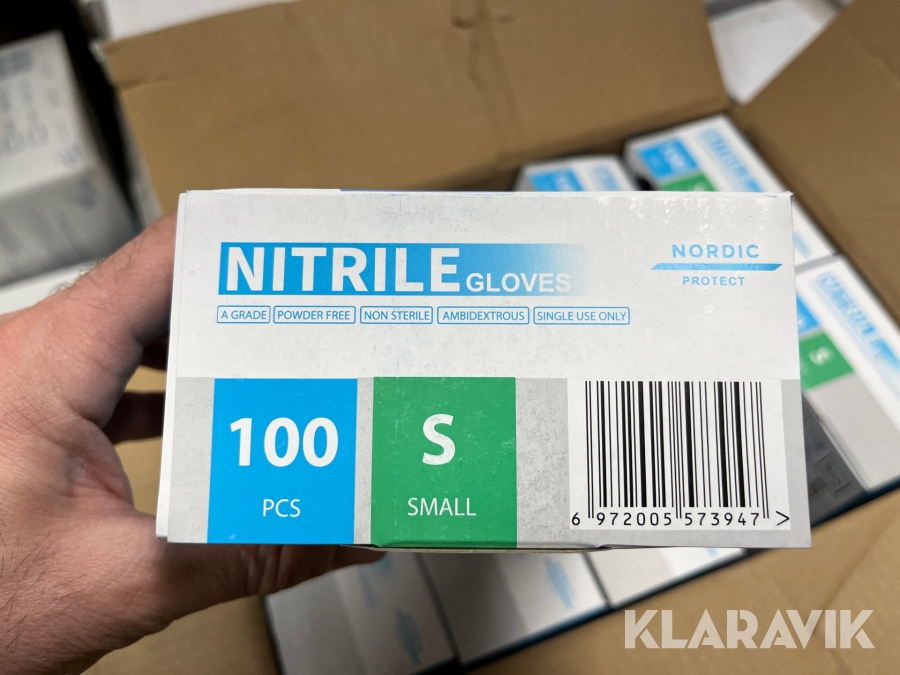 NITRILE GLOVES
NORDIC
PROTECT
A GRADE POWDER FREE NON STERILE AMBIDEXTROUS SINGLE USE ONLY
100
PCS
S
SMALL
6 972005 573947 >
S
NITRILE
S
KLARAVIK